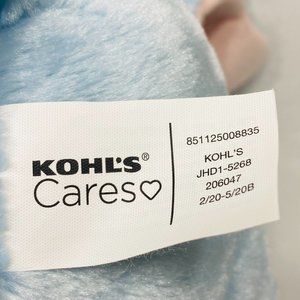 KOHL'S®
Cares♡
851125008835
KOHL'S
JHD1-5268
206047
2/20-5/20B